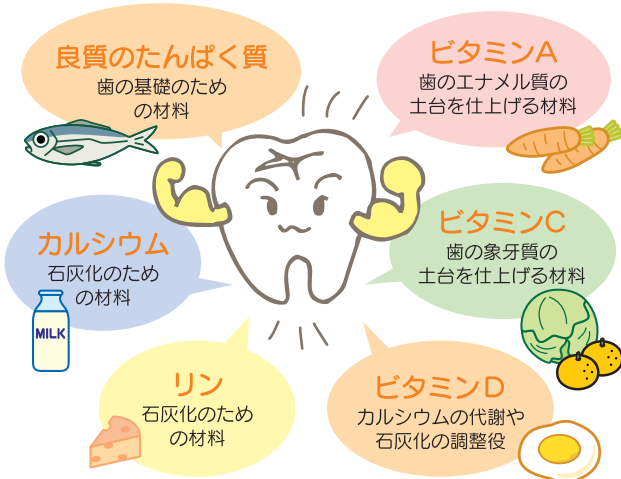 良質のたんぱく質
歯の基礎のため
の材料
ビタミンA
歯のエナメル質の
土台を仕上げる材料
カルシウム
石灰化のため
の材料
MILK
ビタミンC
歯の象牙質の
土台を仕上げる材料
リン
石灰化のため
の材料
ビタミンD
カルシウムの代謝や
石灰化の調整役